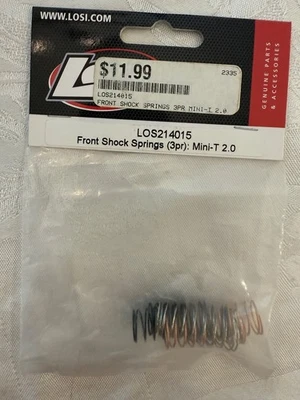 WWW.LOSI.COM
$11.99
2335
LOS214015
FRONT SHOCK SPRINGS 3PR MINI-T 2.0
GENUINE PARTS
& ACCESSORIES
LOS214015
Front Shock Springs (3pr): Mini-T 2.0